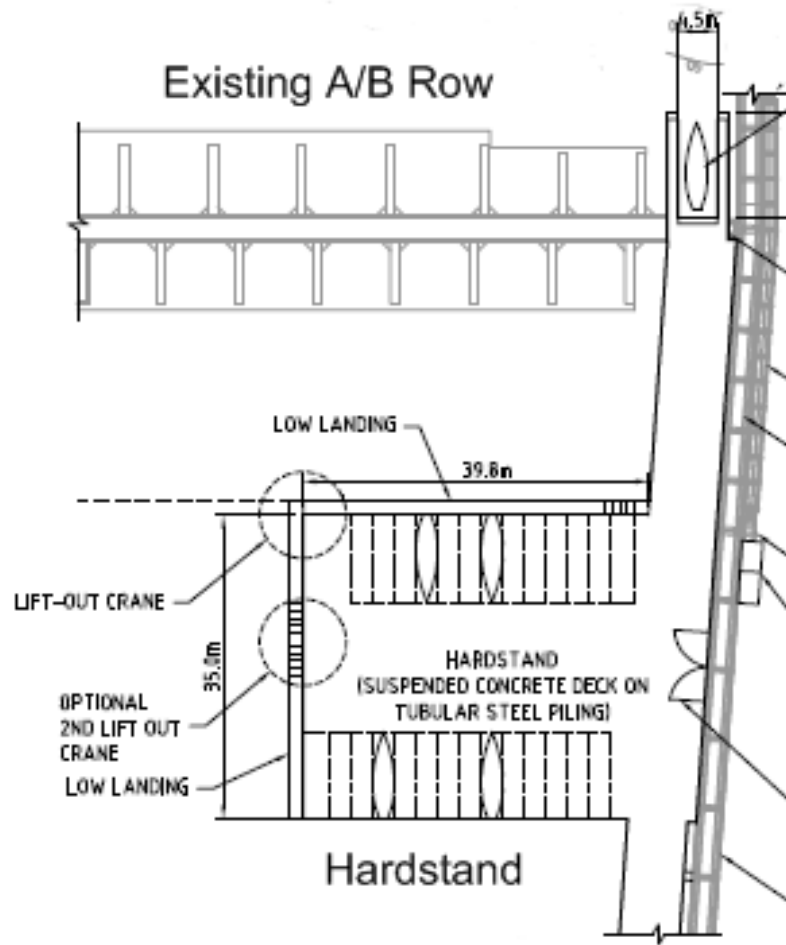 4.5m
Existing A/B Row
LOW LANDING
39.8m
LIFT-OUT CRANE
35.0m
HARDSTAND
(SUSPENDED CONCRETE DECK ON
TUBULAR STEEL PILING)
OPTIONAL
2ND LIFT OUT
CRANE
LOW LANDING
Hardstand